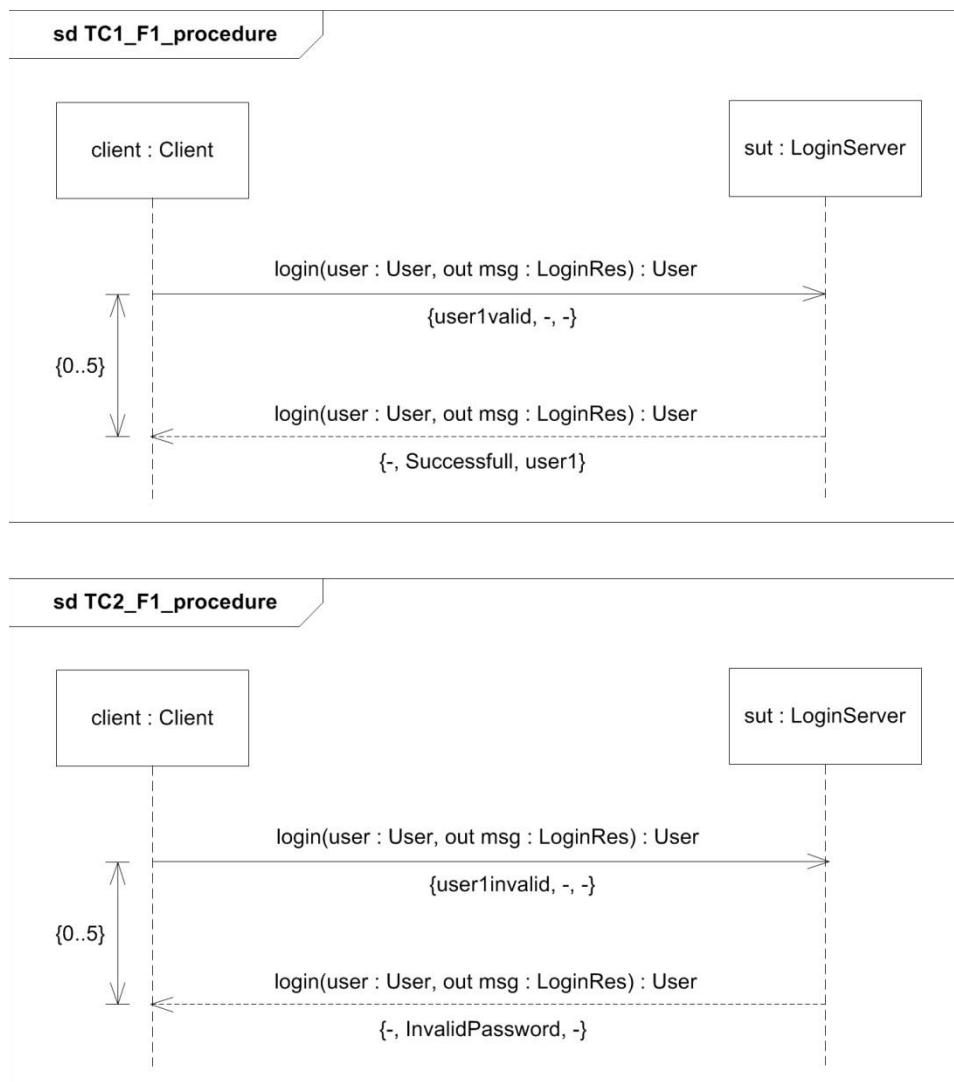 sd TC1_F1_procedure
client : Client
sut : LoginServer
login(user : User, out msg : LoginRes) : User
{user1valid, -, -}
{0..5}
login(user : User, out msg : LoginRes) : User
{-, Successfull, user1}
sd TC2_F1_procedure
client : Client
sut : LoginServer
login(user : User, out msg : LoginRes) : User
{user1invalid, -, -}
{0..5}
login(user : User, out msg : LoginRes) : User
{-, InvalidPassword, -}